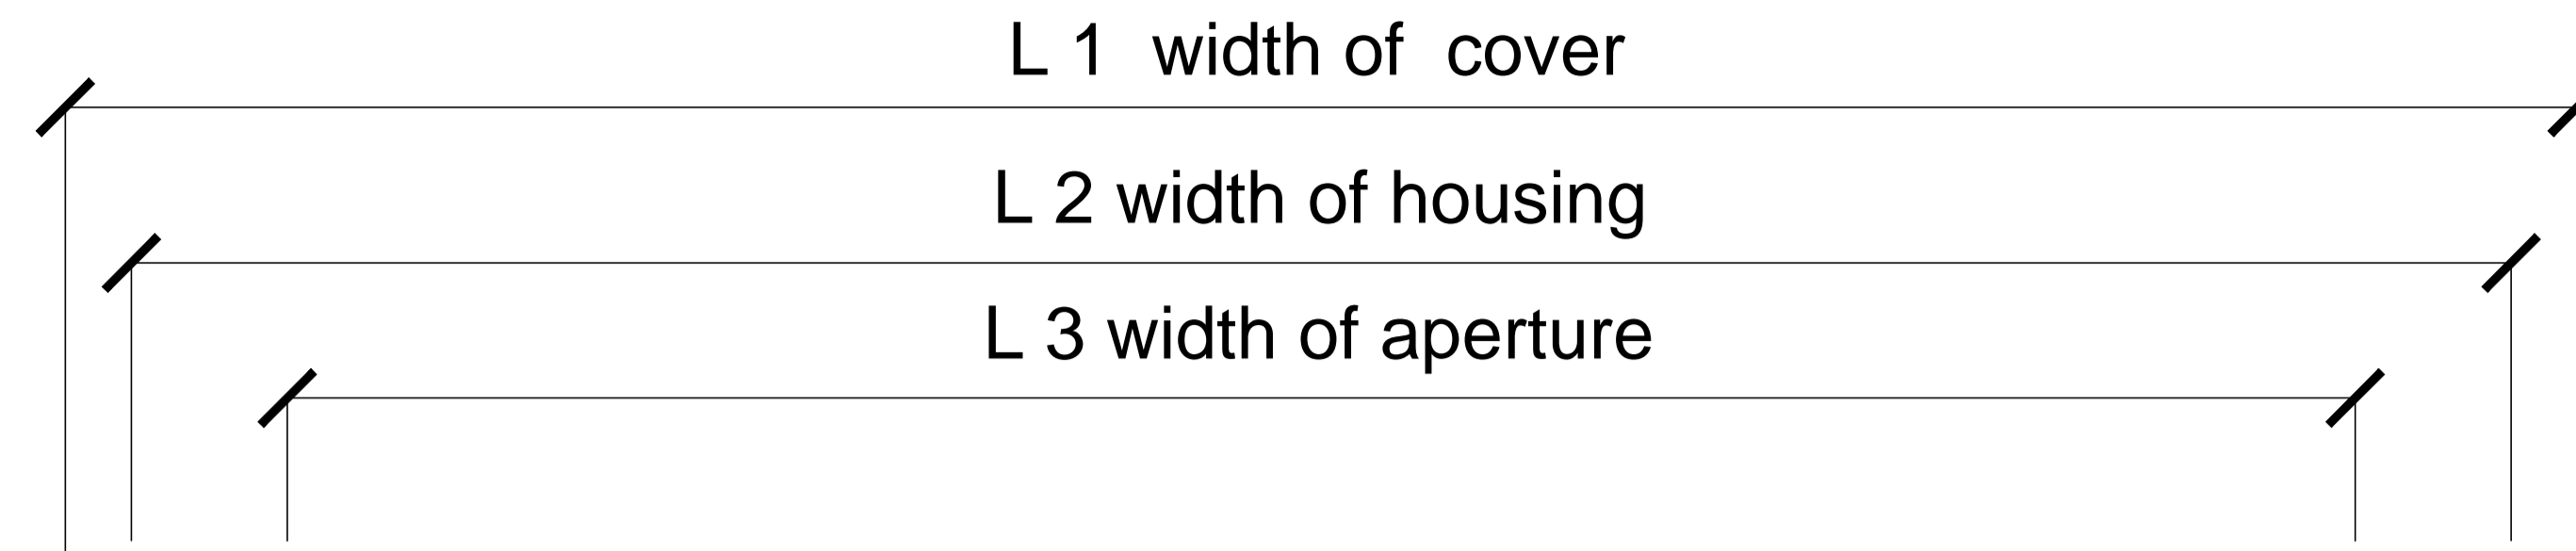 L 1 width of cover
L 2 width of housing
L 3 width of aperture